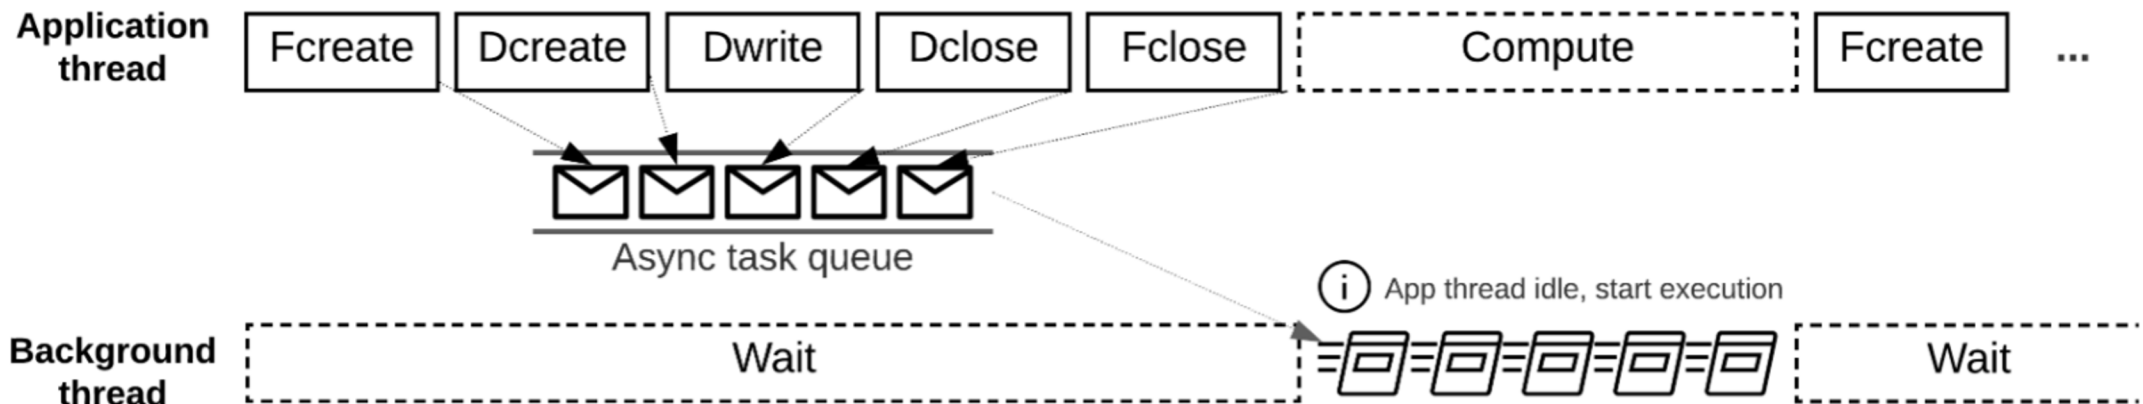 Application
thread
Fcreate
Dcreate
Dwrite
Dclose
Fclose
Compute
Fcreate
...
Async task queue
i
App thread idle, start execution
Background
thread
Wait
Wait